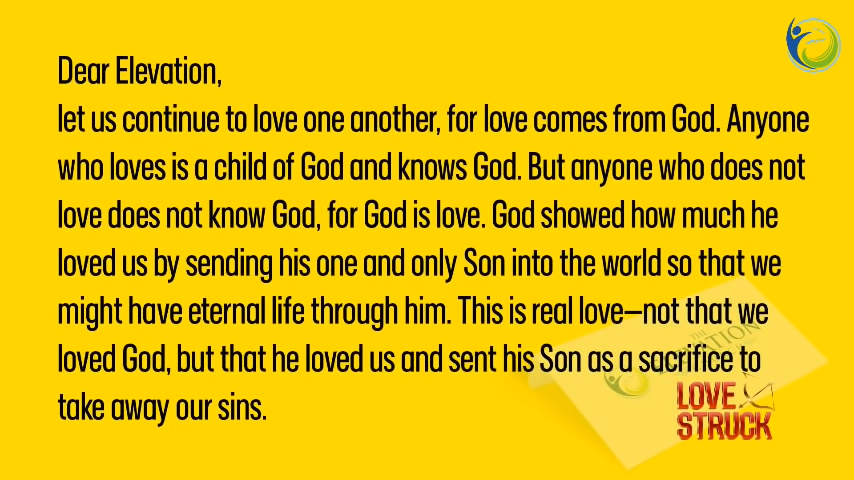 Dear Elevation,
let us continue to love one another, for love comes from God. Anyone
who loves is a child of God and knows God. But anyone who does not
love does not know God, for God is love. God showed how much he
loved us by sending his one and only Son into the world so that we
might have eternal life through him. This is real love—not that we
loved God, but that he loved us and sent his Son as a sacrifice to
take away our sins.
THE
ELEVATION
LOVE
STRUCK